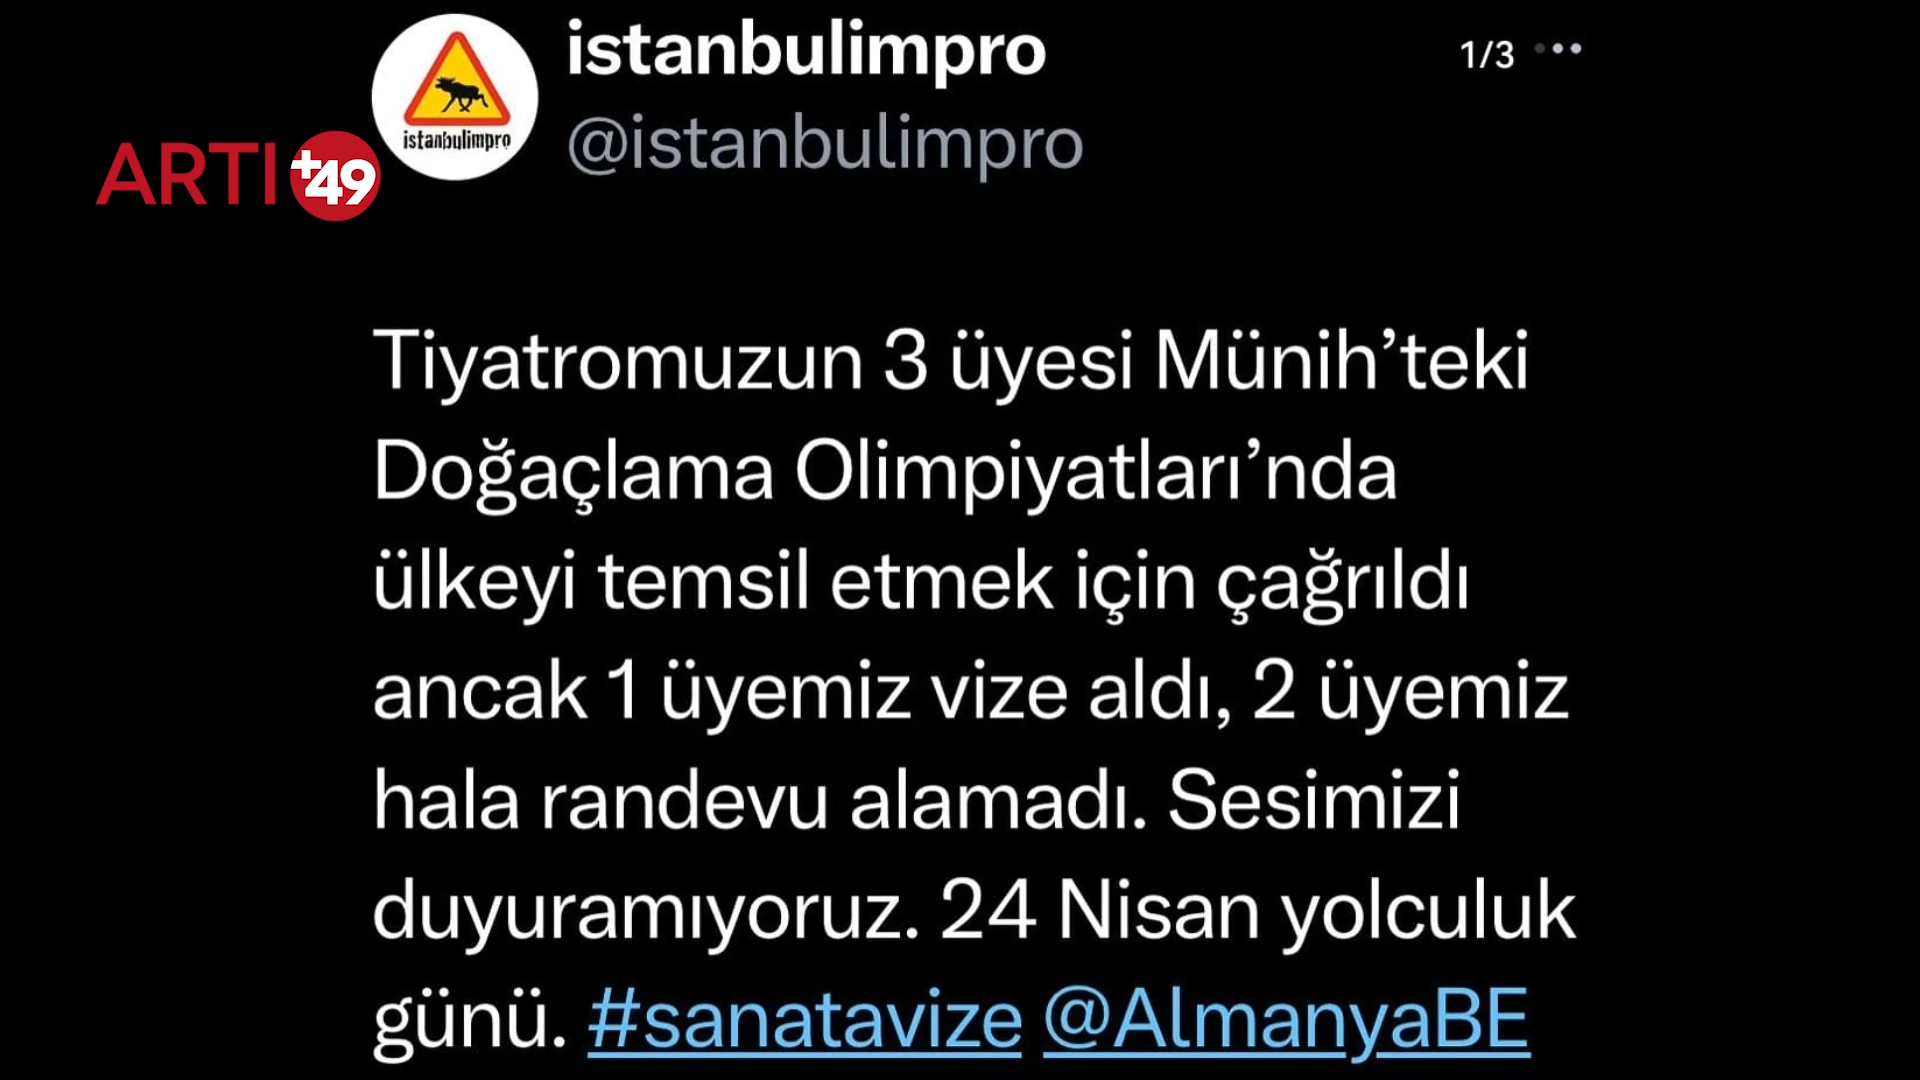 istanbulimpro
1/3
@istanbulimpro
istanbulimpro
ARTI +49
Tiyatromuzun 3 üyesi Münih’teki
Doğaçlama Olimpiyatları’nda
ülkeyi temsil etmek için çağrıldı
ancak 1 üyemiz vize aldı, 2 üyemiz
hala randevu alamadı. Sesimizi
duyuramıyoruz. 24 Nisan yolculuk
günü. #sanatavize @AlmanyaBE